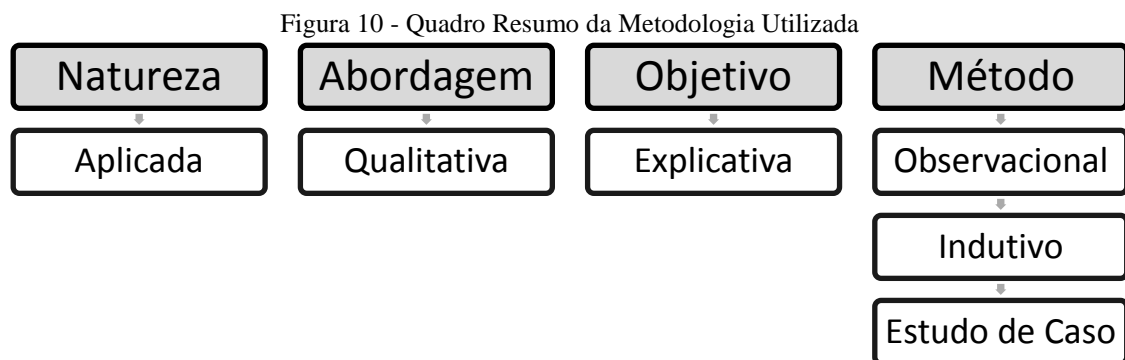 Figura 10 - Quadro Resumo da Metodologia Utilizada
Natureza
Aplicada
Abordagem
Qualitativa
Objetivo
Explicativa
Método
Observacional
Indutivo
Estudo de Caso